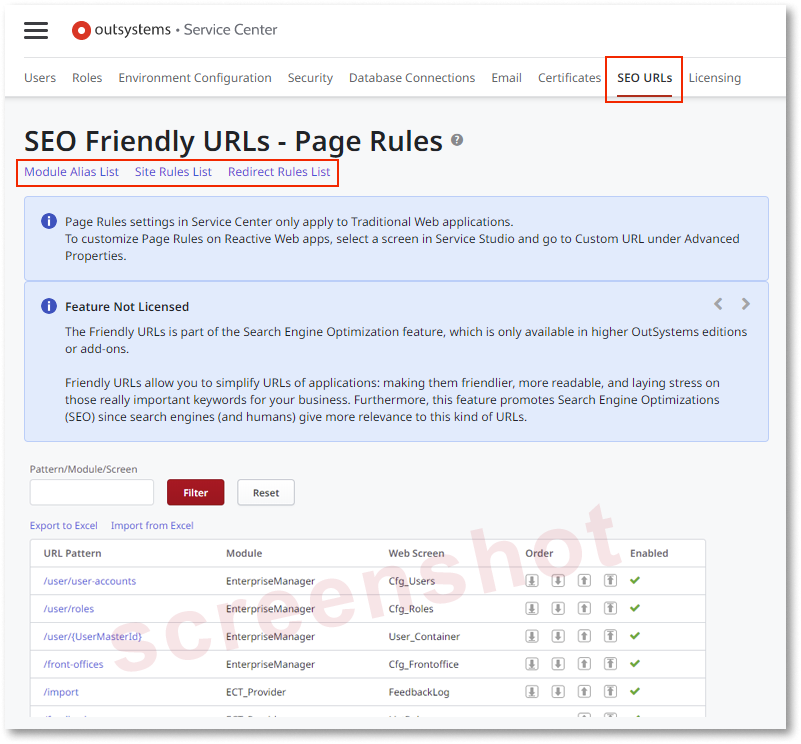 outsystems • Service Center
Users Roles Environment Configuration Security Database Connections Email Certificates SEO URLs Licensing
SEO Friendly URLs - Page Rules ?
Module Alias List Site Rules List Redirect Rules List
Page Rules settings in Service Center only apply to Traditional Web applications.
To customize Page Rules on Reactive Web apps, select a screen in Service Studio and go to Custom URL under Advanced
Properties.
Feature Not Licensed
The Friendly URLs is part of the Search Engine Optimization feature, which is only available in higher OutSystems editions
or add-ons.
Friendly URLs allow you to simplify URLs of applications: making them friendlier, more readable, and laying stress on
those really important keywords for your business. Furthermore, this feature promotes Search Engine Optimizations
(SEO) since search engines (and humans) give more relevance to this kind of URLs.
Pattern/Module/Screen
Filter Reset
Export to Excel Import from Excel
URL Pattern Module Web Screen Order Enabled
/user/user-accounts EnterpriseManager Cfg_Users
/user/roles EnterpriseManager Cfg_Roles
/user/{UserMasterId} EnterpriseManager User_Container
/front-offices EnterpriseManager Cfg_Frontoffice
/import ECT_Provider FeedbackLog
screenshot